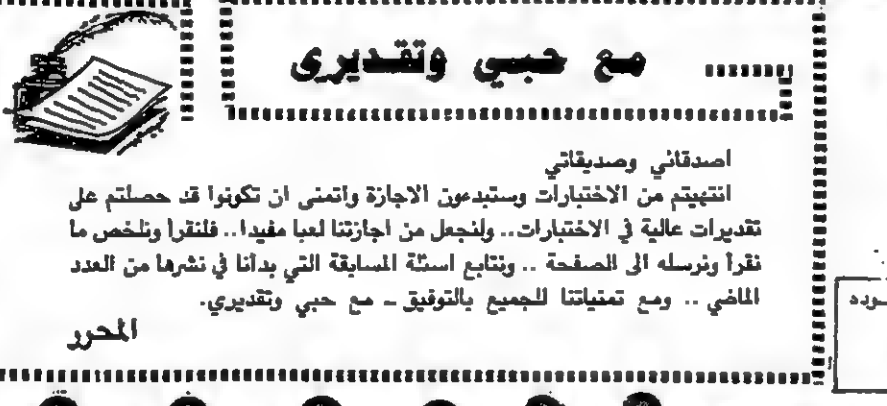 مع حبي وتقديرى
اصدقائي وصديقاتي
انتهيتم من الاختبارات وستبدعون الاجازة واتمنى ان تكونوا قد حصلتم على
تقديرات عالية في الاختبارات.. ولنجعل من اجازتنا لعبا مفيدا.. فلنقرأ ونلخص ما
نقرأ ونرسله الى الصفحة .. ونتابع اسئلة المسابقة التي بدأنا في نشرها من العدد
الماضي .. ومع تمنياتنا للجميع بالتوفيق ـ مع حبي وتقديري.
المحرر